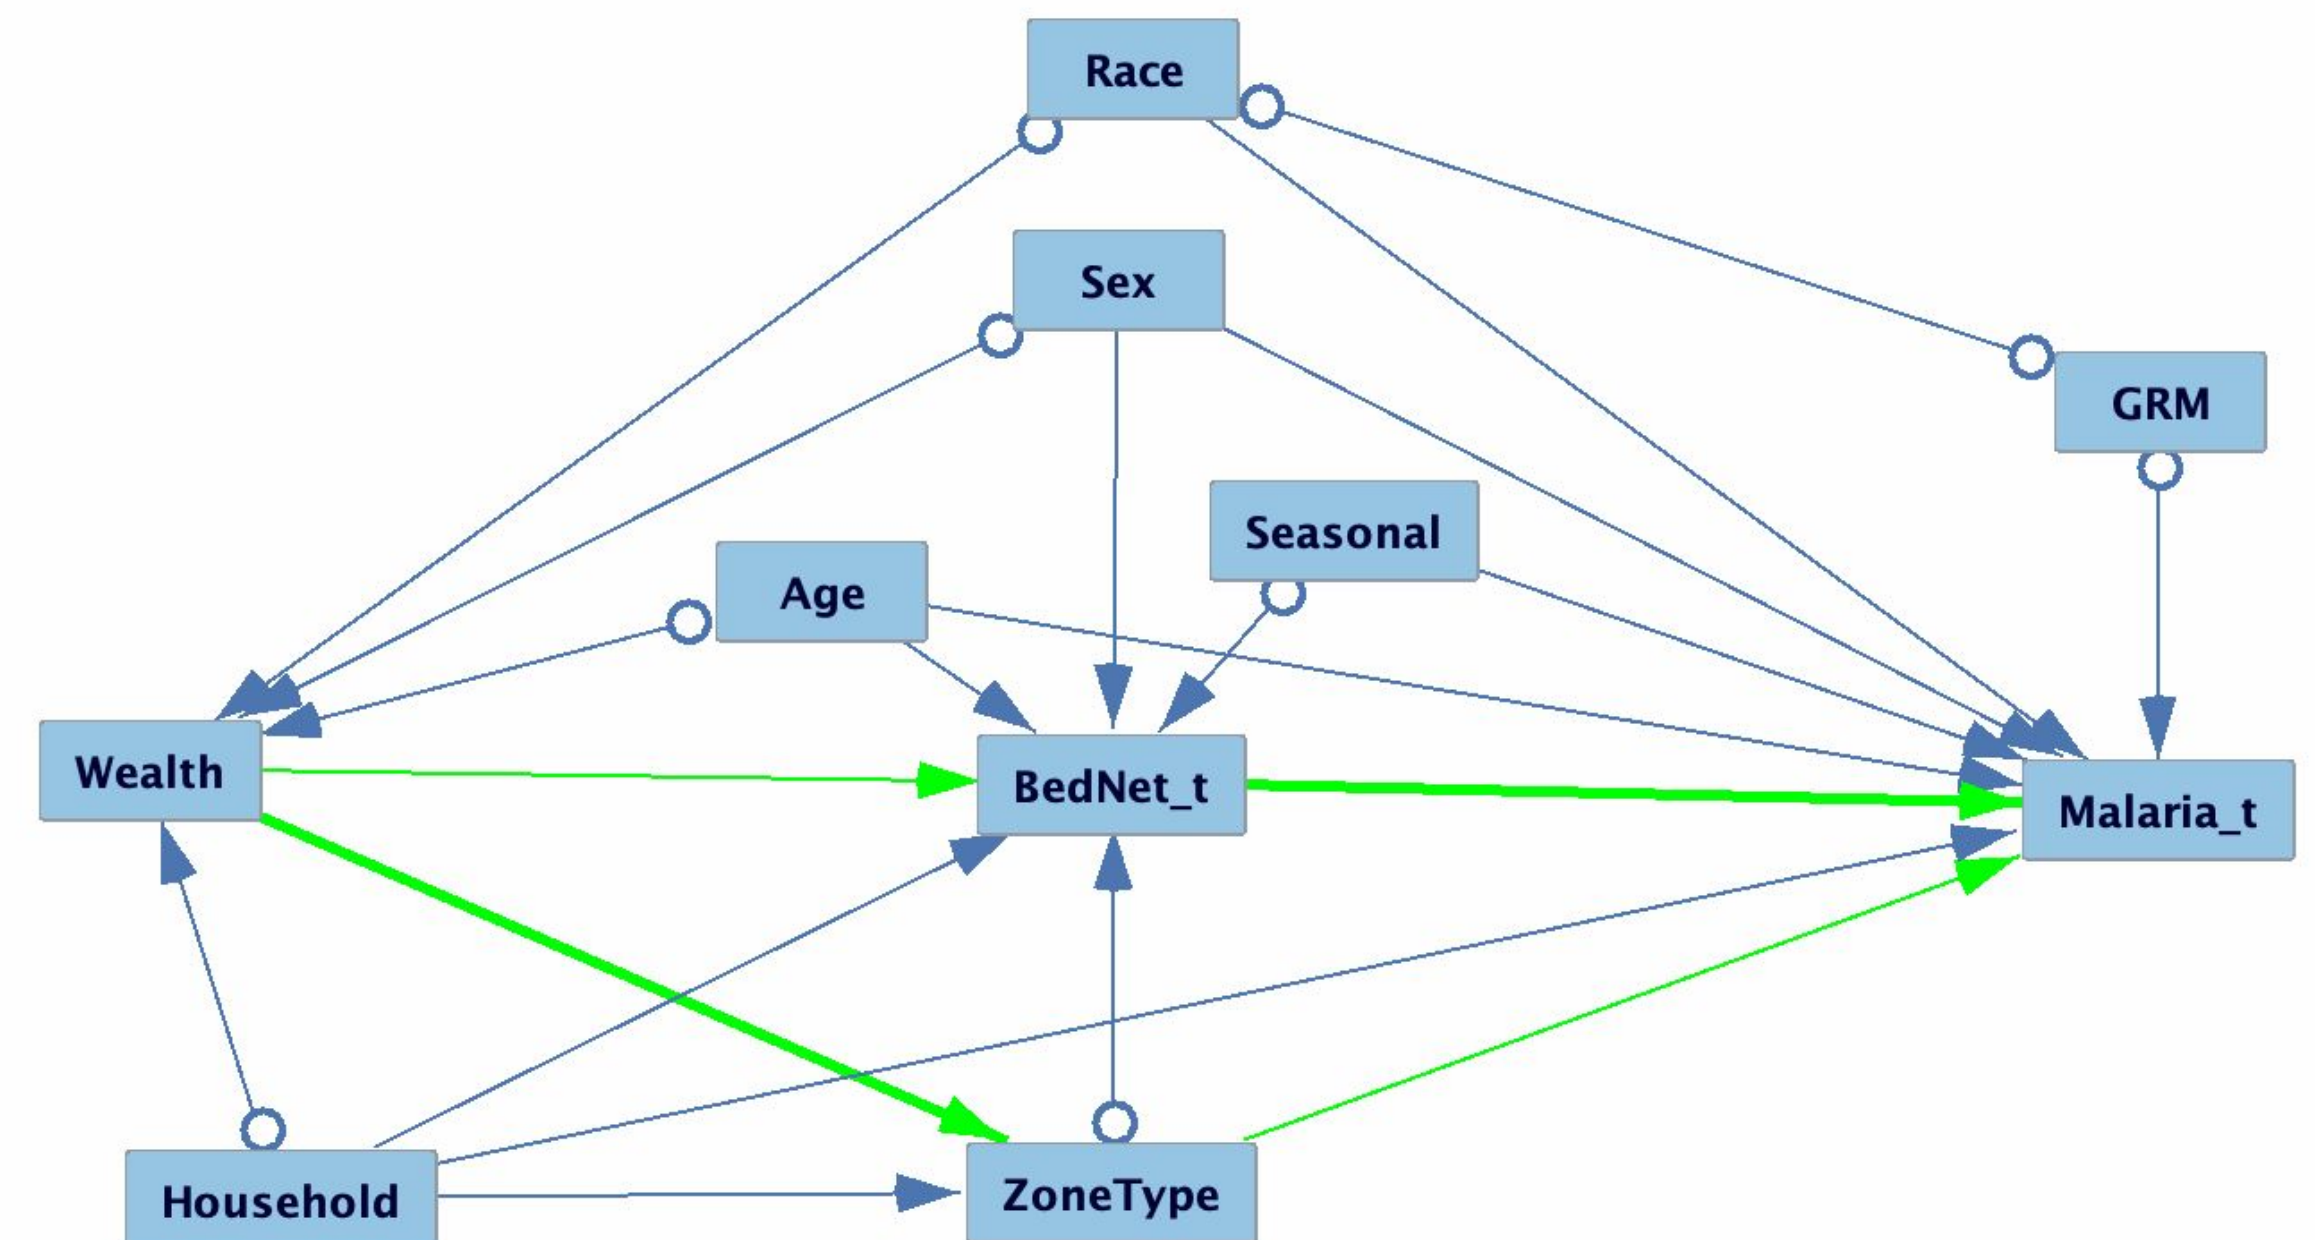 Race
Sex
GRM
Seasonal
Age
Wealth
BedNet_t
Malaria_t
Household
ZoneType